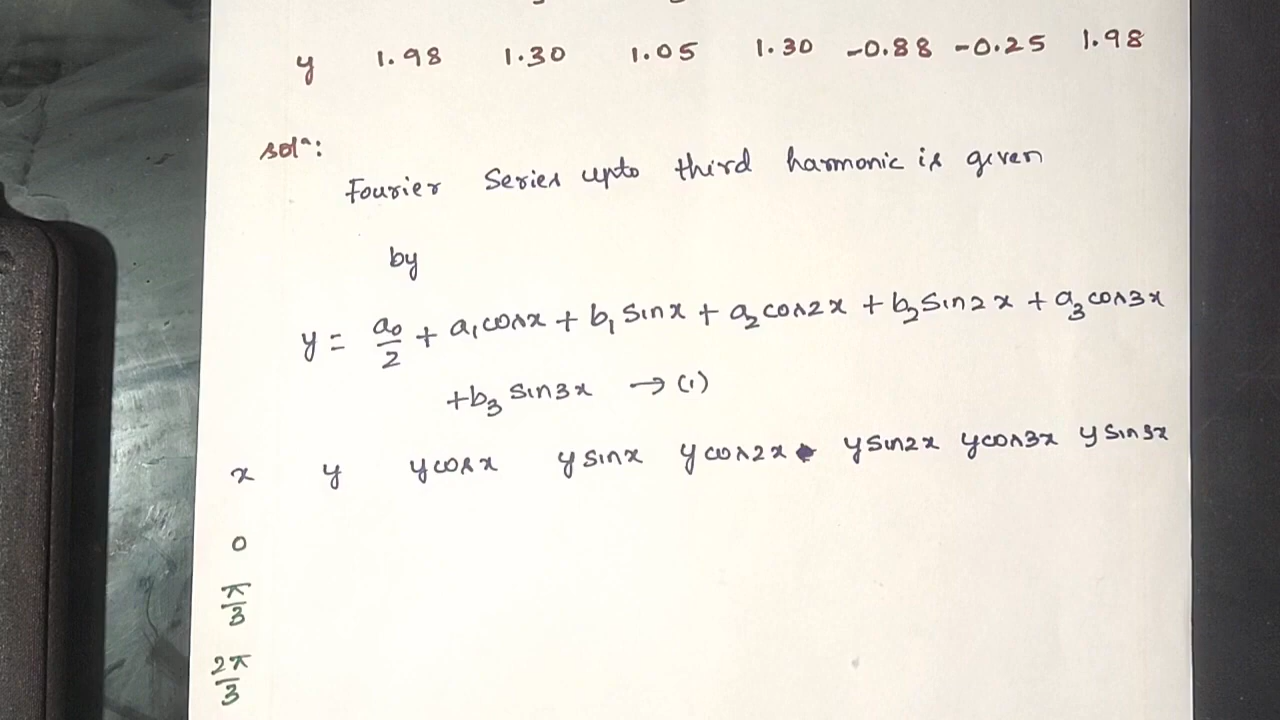 y 1.98 1.30 1.05 1.30 -0.88 -0.25 1.98
solⁿ:
Fourier Series upto third harmonic is given
by
y = a₀/2 + a₁cosx + b₁ sinx + a₂cos2x + b₂sin2x + a₃cos3x
+b₃ sin3x → (1)
x y ycosx ysinx ycos2x ysin2x ycos3x ysin3x
0
π/3
2π/3